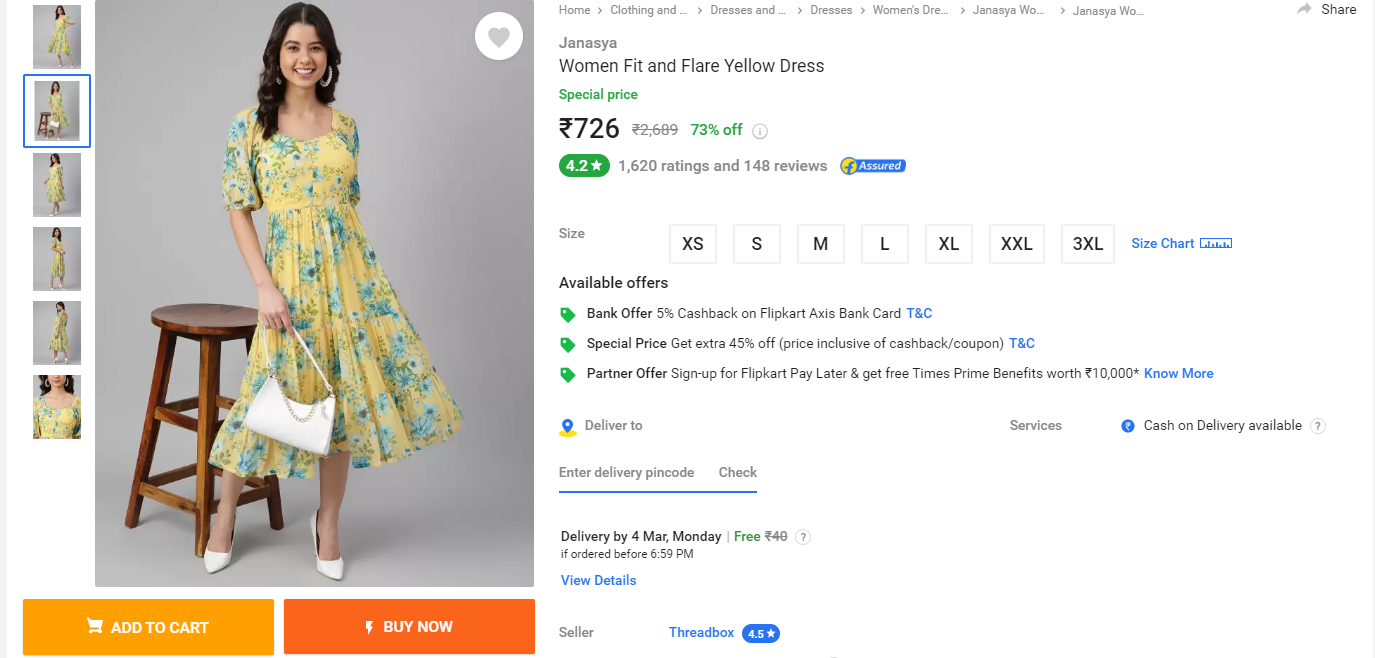 Home > Clothing and ... > Dresses and ... > Dresses > Women's Dre... > Janasya Wo... > Janasya Wo...
Share
Janasya
Women Fit and Flare Yellow Dress
Special price
₹726 ₹2,689 73% off i
4.2★ 1,620 ratings and 148 reviews f Assured
Size XS S M L XL XXL 3XL Size Chart
Available offers
Bank Offer 5% Cashback on Flipkart Axis Bank Card T&C
Special Price Get extra 45% off (price inclusive of cashback/coupon) T&C
Partner Offer Sign-up for Flipkart Pay Later & get free Times Prime Benefits worth ₹10,000* Know More
Deliver to
Services ₹ Cash on Delivery available ?
Enter delivery pincode Check
Delivery by 4 Mar, Monday | Free ₹40 ?
if ordered before 6:59 PM
View Details
ADD TO CART
BUY NOW
Seller Threadbox 4.5★